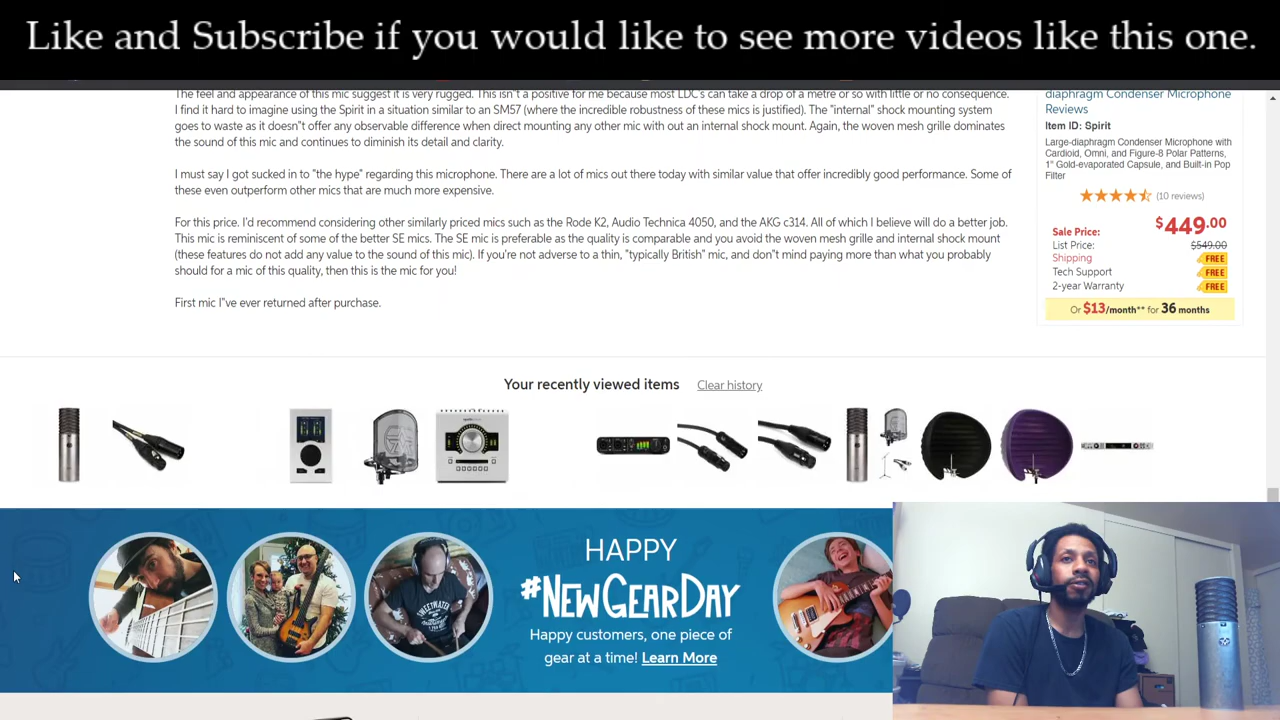 Like and Subscribe if you would like to see more videos like this one.
The feel and appearance of this mic suggest it is very rugged. This isn"t a positive for me because most LDC's can take a drop of a metre or so with little or no consequence.
I find it hard to imagine using the Spirit in a situation similar to an SM57 (where the incredible robustness of these mics is justified). The "internal" shock mounting system
goes to waste as it doesn"t offer any observable difference when direct mounting any other mic with out an internal shock mount. Again, the woven mesh grille dominates
the sound of this mic and continues to diminish its detail and clarity.
I must say I got sucked in to "the hype" regarding this microphone. There are a lot of mics out there today with similar value that offer incredibly good performance. Some of
these even outperform other mics that are much more expensive.
For this price. I'd recommend considering other similarly priced mics such as the Rode K2, Audio Technica 4050, and the AKG c314. All of which I believe will do a better job.
This mic is reminiscent of some of the better SE mics. The SE mic is preferable as the quality is comparable and you avoid the woven mesh grille and internal shock mount
(these features do not add any value to the sound of this mic). If you're not adverse to a thin, "typically British" mic, and don"t mind paying more than what you probably
should for a mic of this quality, then this is the mic for you!
First mic I"ve ever returned after purchase.
diaphragm Condenser Microphone
Reviews
Item ID: Spirit
Large-diaphragm Condenser Microphone with
Cardioid, Omni, and Figure-8 Polar Patterns,
1" Gold-evaporated Capsule, and Built-in Pop
Filter
(10 reviews)
Sale Price: $449.00
List Price: $549.00
Shipping FREE
Tech Support FREE
2-year Warranty FREE
Or $13/month** for 36 months
Your recently viewed items Clear history
HAPPY
#NEWGEARDAY
Happy customers, one piece of
gear at a time! Learn More